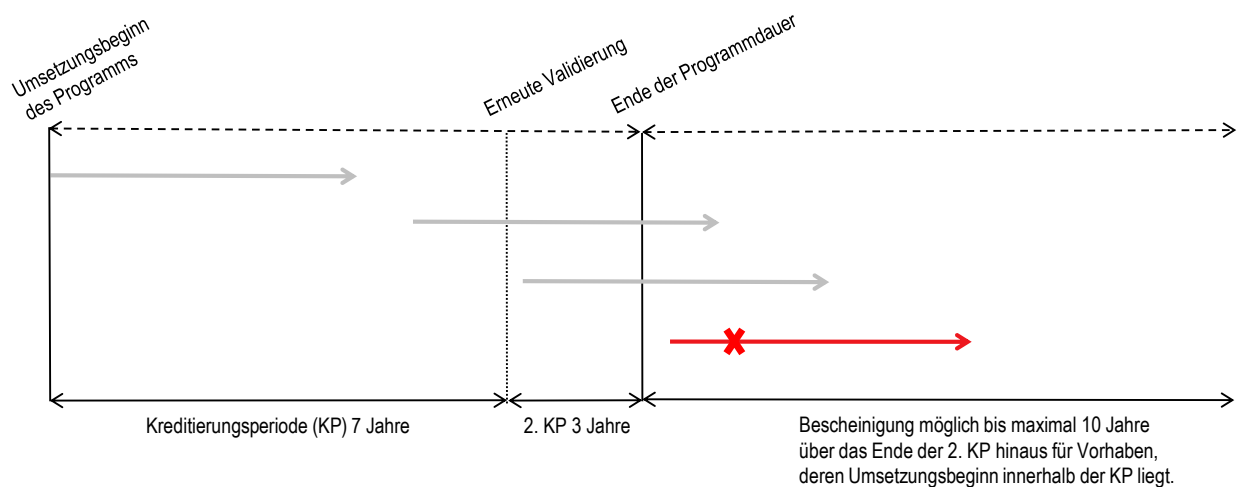 Umsetzungsbeginn
des Programms
Erneute Validierung
Ende der Programmdauer
Kreditierungsperiode (KP) 7 Jahre
2. KP 3 Jahre
Bescheinigung möglich bis maximal 10 Jahre
über das Ende der 2. KP hinaus für Vorhaben,
deren Umsetzungsbeginn innerhalb der KP liegt.